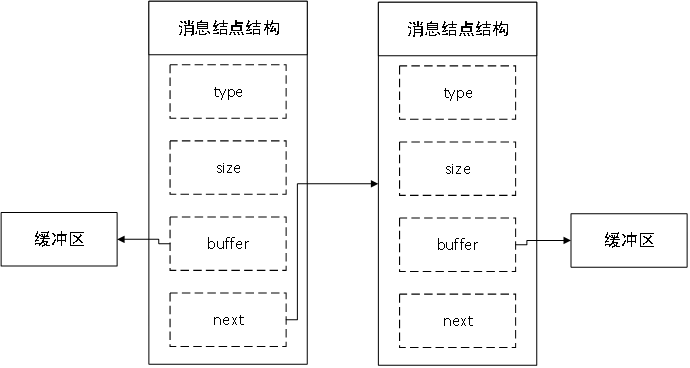 消息结点结构
type
size
buffer
next
缓冲区
消息结点结构
type
size
buffer
next
缓冲区